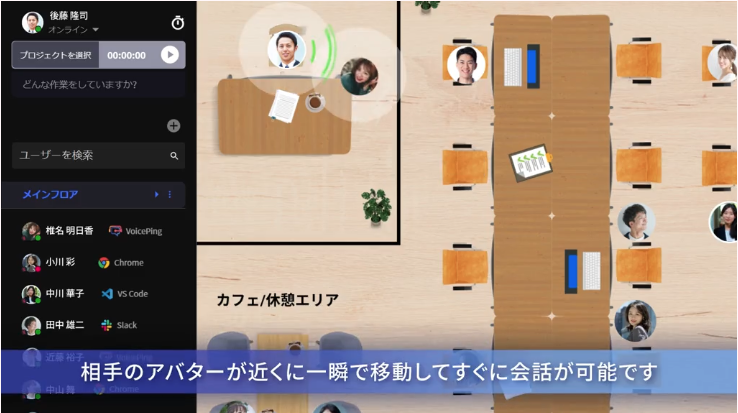 後藤 隆司
オンライン
プロジェクトを選択 00:00:00
どんな作業をしていますか?
ユーザーを検索
メインフロア
椎名 明日香 VoicePing
小川 彩 Chrome
中川 華子 VS Code
田中 雄二 Slack
近藤 裕子
中山 賢 Chrome
カフェ/休憩エリア
相手のアバターが近くに一瞬で移動してすぐに会話が可能です